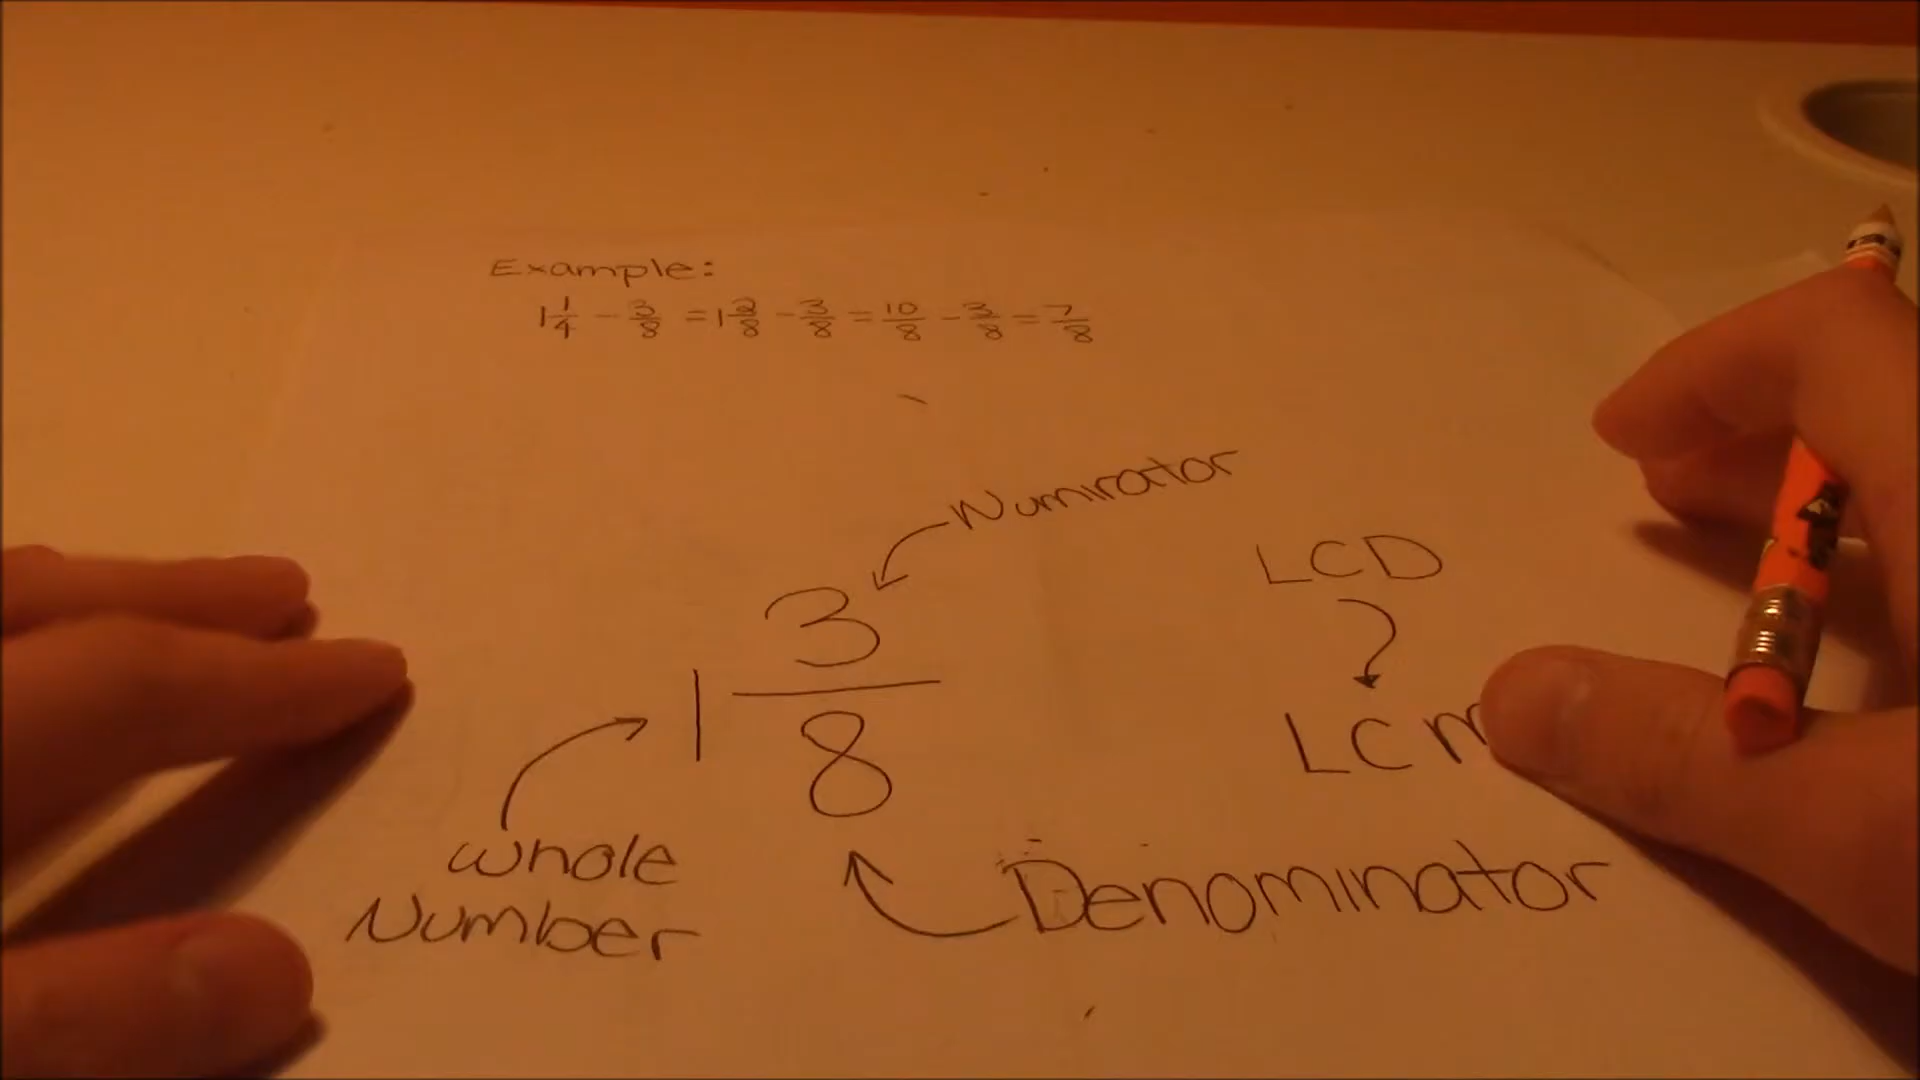 Example:
1 1/4 - 3/8 = 1 2/8 - 3/8 = 10/8 - 3/8 = 7/8
Numirator
LCD
1 3/8
LCm
whole
Number
Denominator